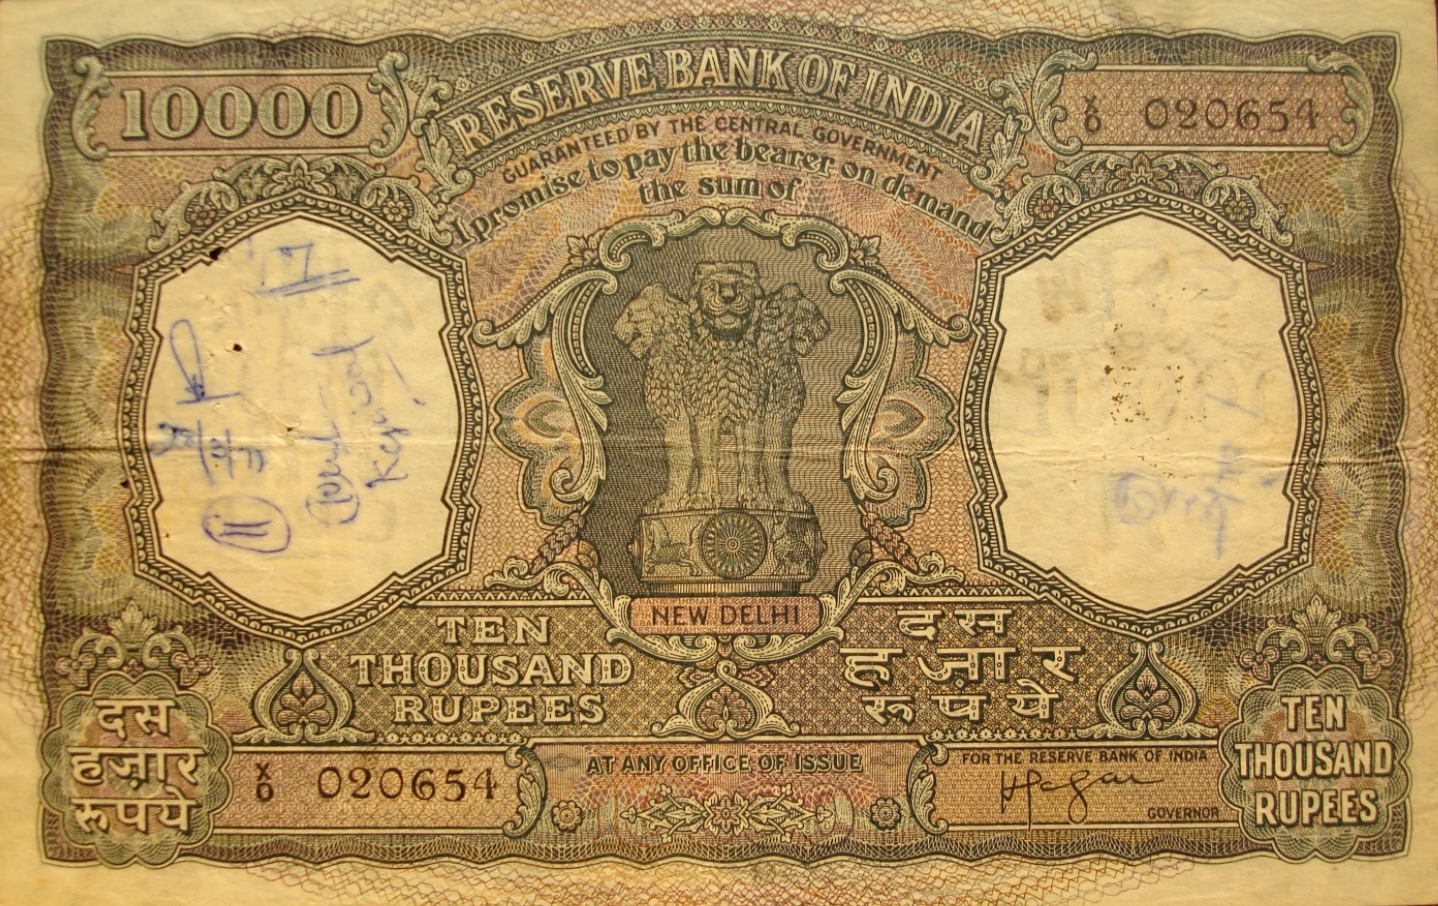 10000
RESERVE BANK OF INDIA
X/0 020654
GUARANTEED BY THE CENTRAL GOVERNMENT
I promise to pay the bearer on demand
the sum of
NEW DELHI
TEN
THOUSAND
RUPEES
दस
हज़ार
रूपये
दस
हज़ार
रूपये
X/0 020654
AT ANY OFFICE OF ISSUE
FOR THE RESERVE BANK OF INDIA
GOVERNOR
TEN
THOUSAND
RUPEES